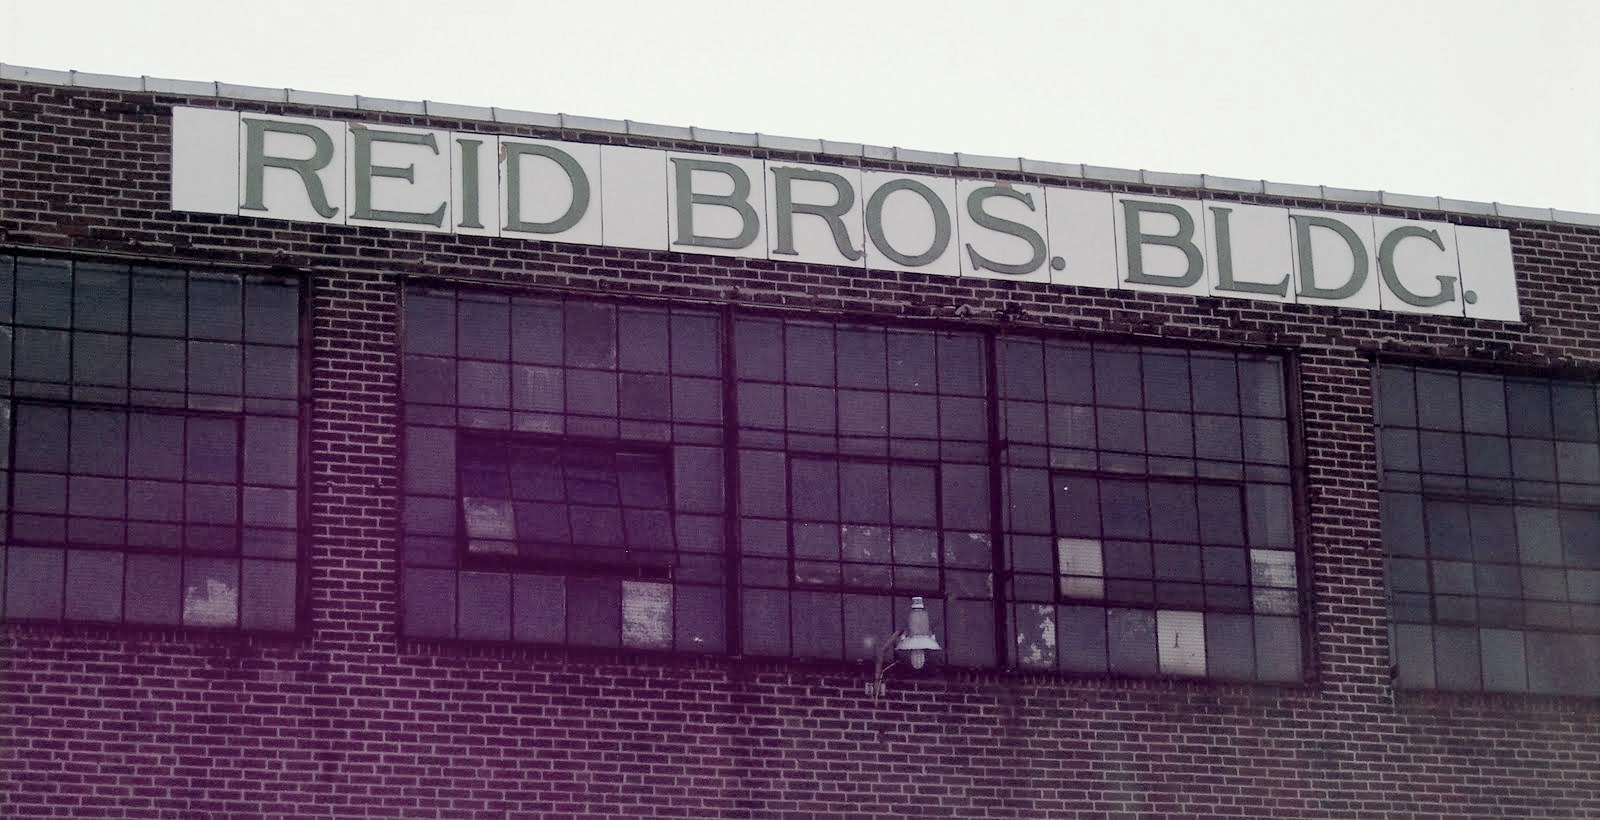 REID BROS. BLDG.